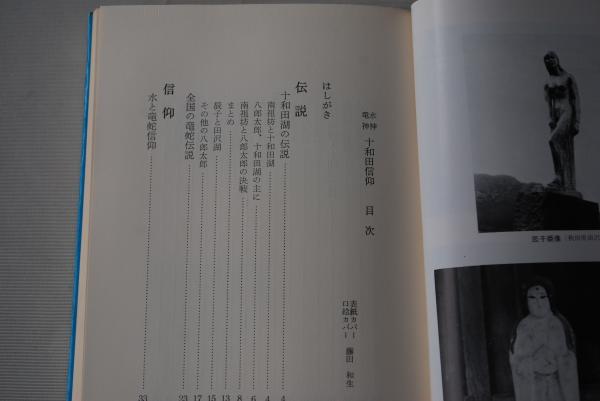 水神
竜神 十和田信仰 目次
表紙カバー
口絵カバー 藤田和生
はしがき
伝説
十和田湖の伝説……4
南祖坊と十和田湖……4
八郎太郎、十和田湖の主に……6
南祖坊と八郎太郎の決戦……8
まとめ……13
辰子と田沢湖……15
その他の八郎太郎……17
全国の竜蛇伝説……23
信仰
水と竜蛇信仰……33